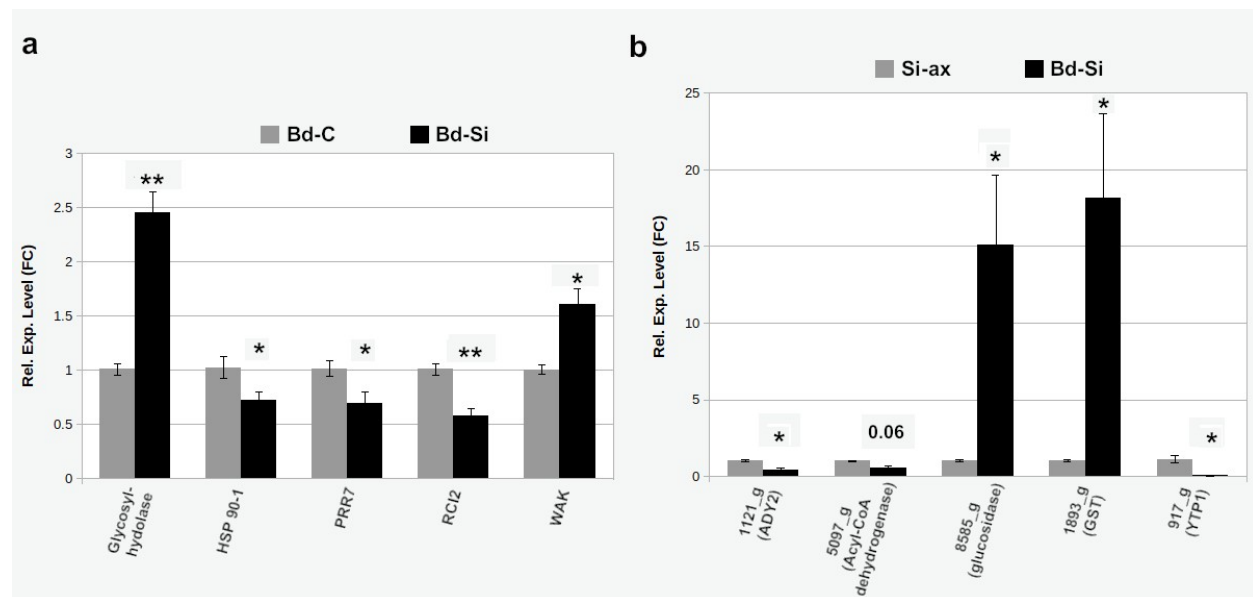 a
Bd-C
Bd-Si
Rel. Exp. Level (FC)
3
2.5
2
1.5
1
0.5
0
**
*
*
**
*
Glycosyl-
hydolase
HSP 90-1
PRR7
RCI2
WAK
b
Si-ax
Bd-Si
Rel. Exp. Level (FC)
25
20
15
10
5
0
*
0.06
*
*
*
1121_g
(ADY2)
5097_g
(Acyl-CoA
dehydrogenase)
8585_g
(glucosidase)
1893_g
(GST)
917_g
(YTP1)